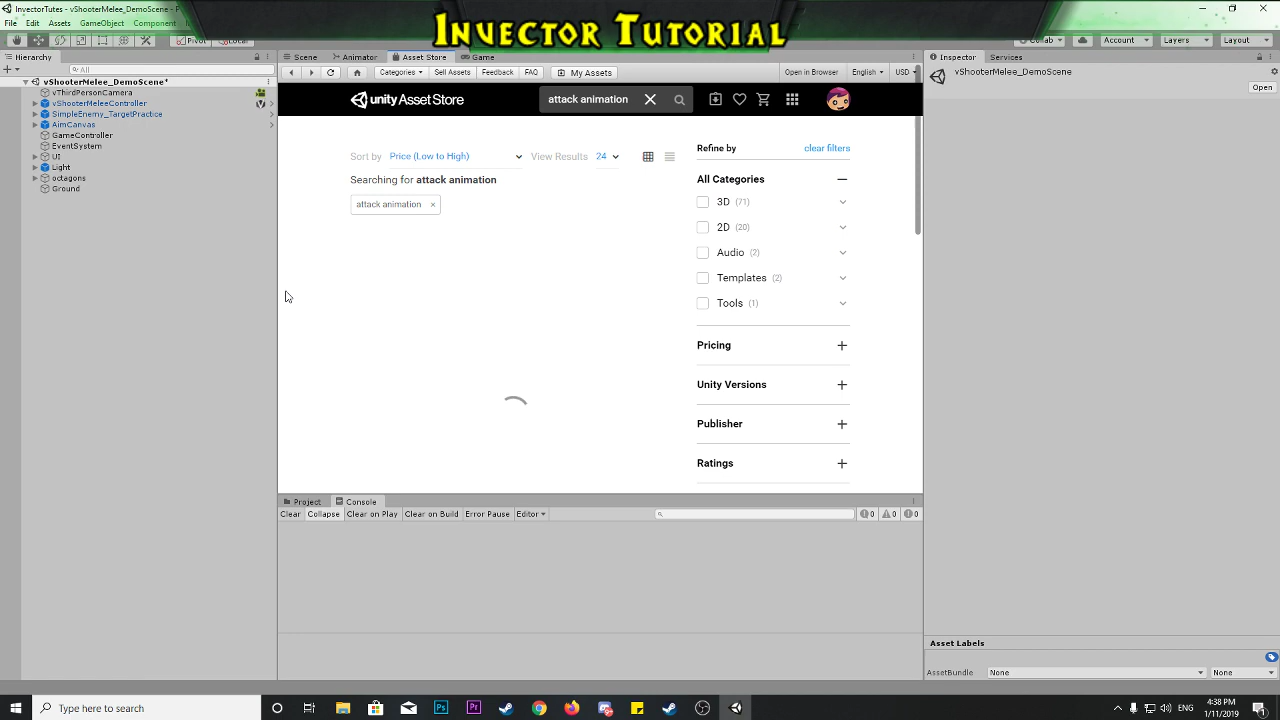 InvectorTutes - vShooterMelee_DemoScene - P
Invector Tutorial
File Edit Assets GameObject Component
Pivot Local
Collab Account Layers Layout
Hierarchy
All
vShooterMelee_DemoScene*
vThirdPersonCamera
vShooterMeleeController
SimpleEnemy_TargetPractice
AimCanvas
GameController
EventSystem
UI
Light
octagons
Ground
Scene Animator Asset Store Game
Categories Sell Assets Feedback FAQ My Assets Open in Browser English USD
unity Asset Store attack animation
Sort by Price (Low to High) View Results 24
Searching for attack animation
attack animation ×
Refine by clear filters
All Categories
3D (71)
2D (20)
Audio (2)
Templates (2)
Tools (1)
Pricing
Unity Versions
Publisher
Ratings
Project Console
Clear Collapse Clear on Play Clear on Build Error Pause Editor 0 0 0
Inspector Services
vShooterMelee_DemoScene
Open
Asset Labels
AssetBundle None None
Type here to search
Ps Pr
ENG 4:38 PM
1/11/2019